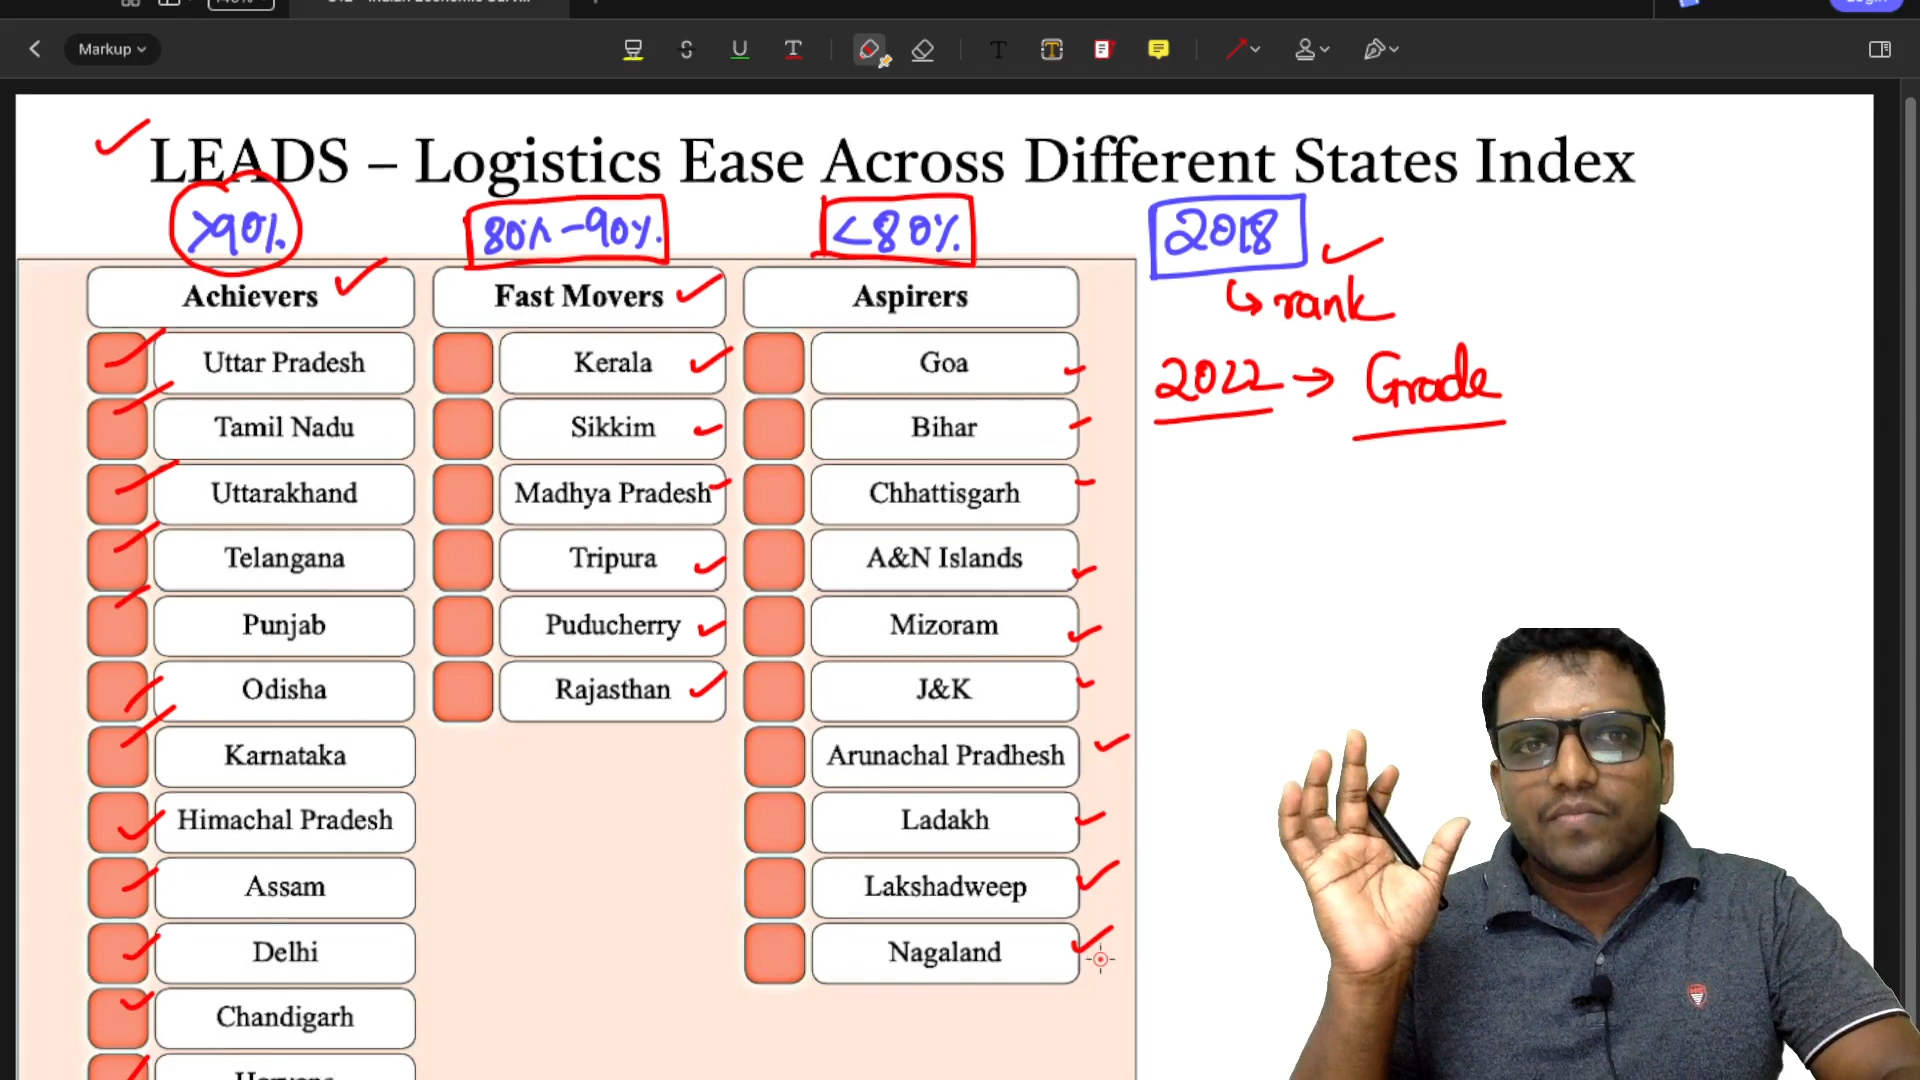 Markup
LEADS – Logistics Ease Across Different States Index
>90%
80% - 90%.
<80%
2018
↳ rank
2022 → Grade
Achievers
Uttar Pradesh
Tamil Nadu
Uttarakhand
Telangana
Punjab
Odisha
Karnataka
Himachal Pradesh
Assam
Delhi
Chandigarh
Fast Movers
Kerala
Sikkim
Madhya Pradesh
Tripura
Puducherry
Rajasthan
Aspirers
Goa
Bihar
Chhattisgarh
A&N Islands
Mizoram
J&K
Arunachal Pradhesh
Ladakh
Lakshadweep
Nagaland